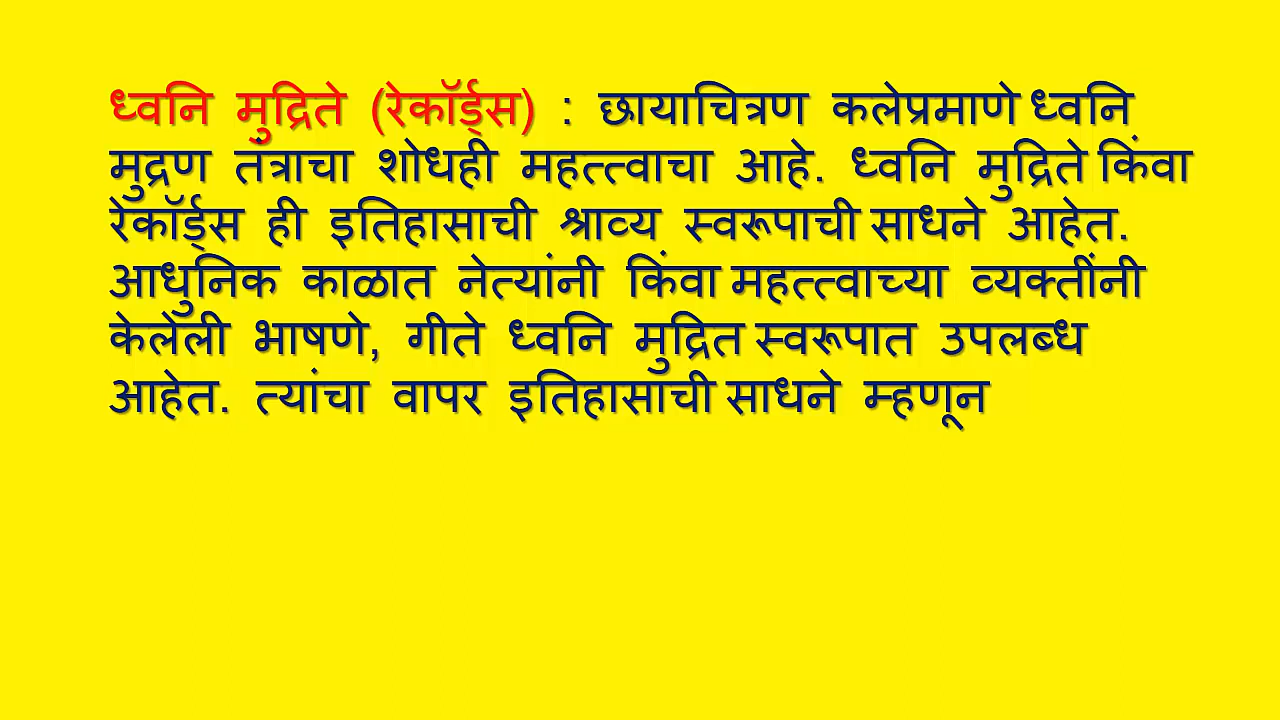 ध्वनि मुद्रिते (रेकॉर्ड्स) : छायाचित्रण कलेप्रमाणे ध्वनि
मुद्रण तंत्राचा शोधही महत्त्वाचा आहे. ध्वनि मुद्रिते किंवा
रेकॉर्ड्स ही इतिहासाची श्राव्य स्वरूपाची साधने आहेत.
आधुनिक काळात नेत्यांनी किंवा महत्त्वाच्या व्यक्तींनी
केलेली भाषणे, गीते ध्वनि मुद्रित स्वरूपात उपलब्ध
आहेत. त्यांचा वापर इतिहासाची साधने म्हणून